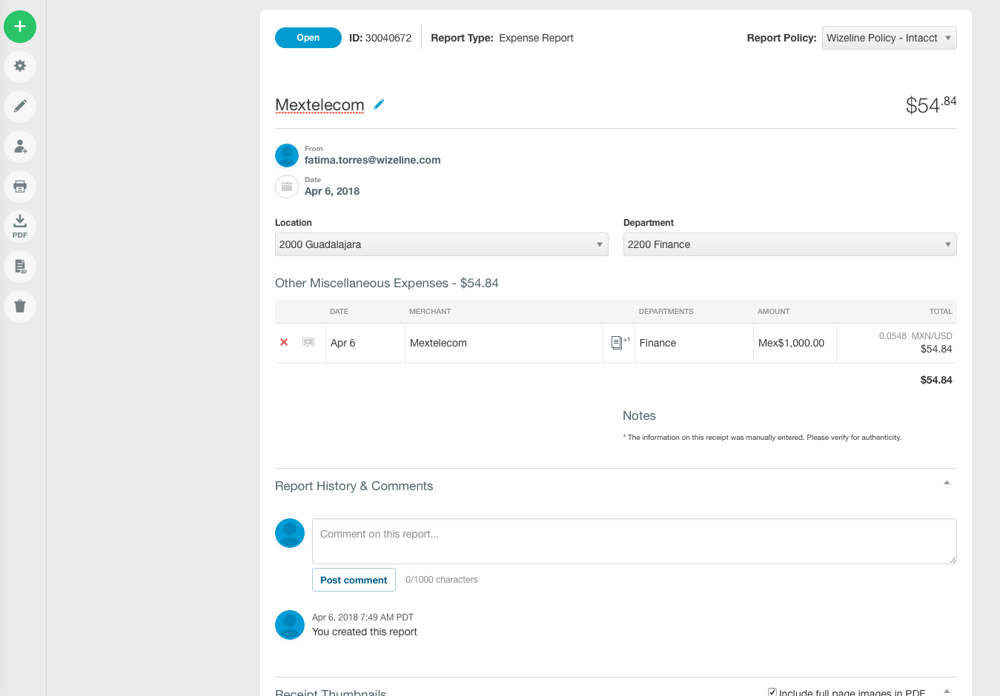 Open ID: 30040672 Report Type: Expense Report Report Policy: Wizeline Policy - Intacct
Mextelecom $54.84
From
fatima.torres@wizeline.com
Date
Apr 6, 2018
PDF
Location Department
2000 Guadalajara 2200 Finance
Other Miscellaneous Expenses - $54.84
DATE MERCHANT DEPARTMENTS AMOUNT TOTAL
Apr 6 Mextelecom ±1 Finance Mex$1,000.00 0.0548 MXN/USD
$54.84
$54.84
Notes
± The information on this receipt was manually entered. Please verify for authenticity.
Report History & Comments
Comment on this report...
Post comment 0/1000 characters
Apr 6, 2018 7:49 AM PDT
You created this report
Receipt Thumbnails Include full page images in PDF